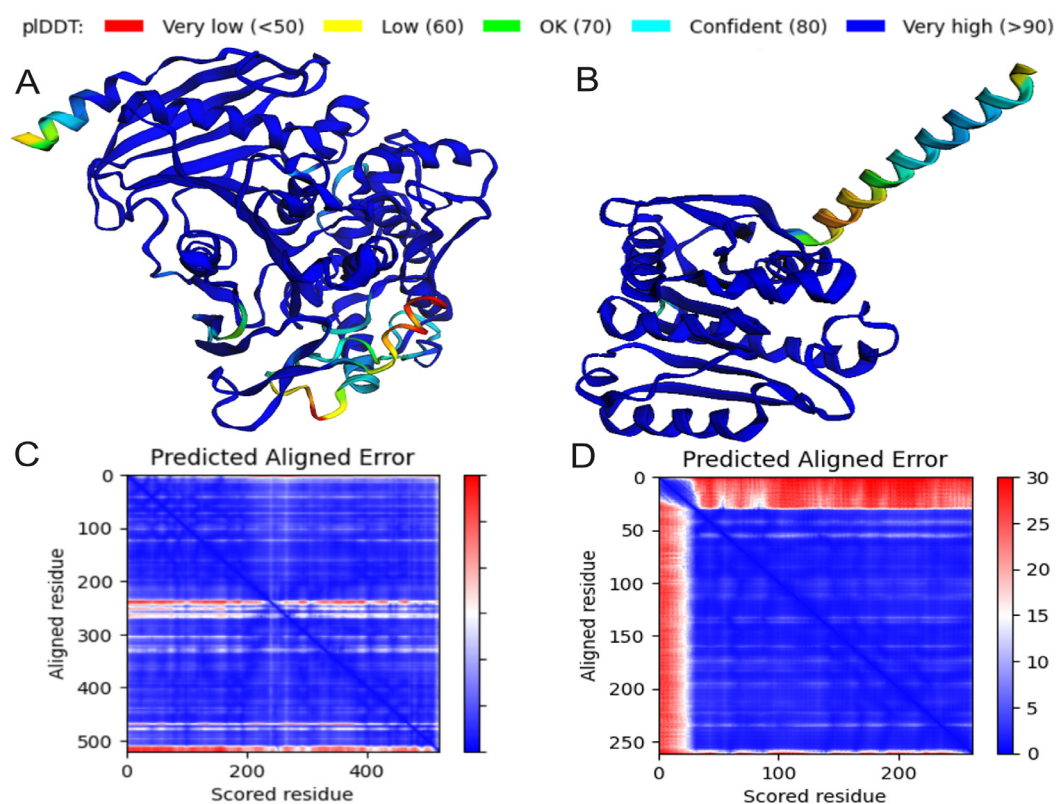 plDDT: Very low (<50) Low (60) OK (70) Confident (80) Very high (>90)
A
B
C
Predicted Aligned Error
0
100
200
300
400
500
Aligned residue
0
200
400
Scored residue
D
Predicted Aligned Error
0
50
100
150
200
250
Aligned residue
0
100
200
Scored residue
30
25
20
15
10
5
0